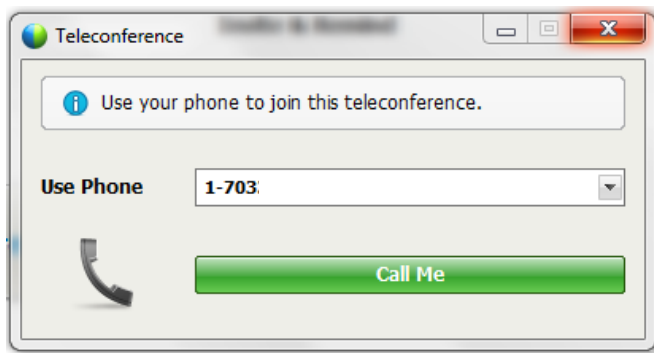 Teleconference
Use your phone to join this teleconference.
Use Phone
1-703
Call Me